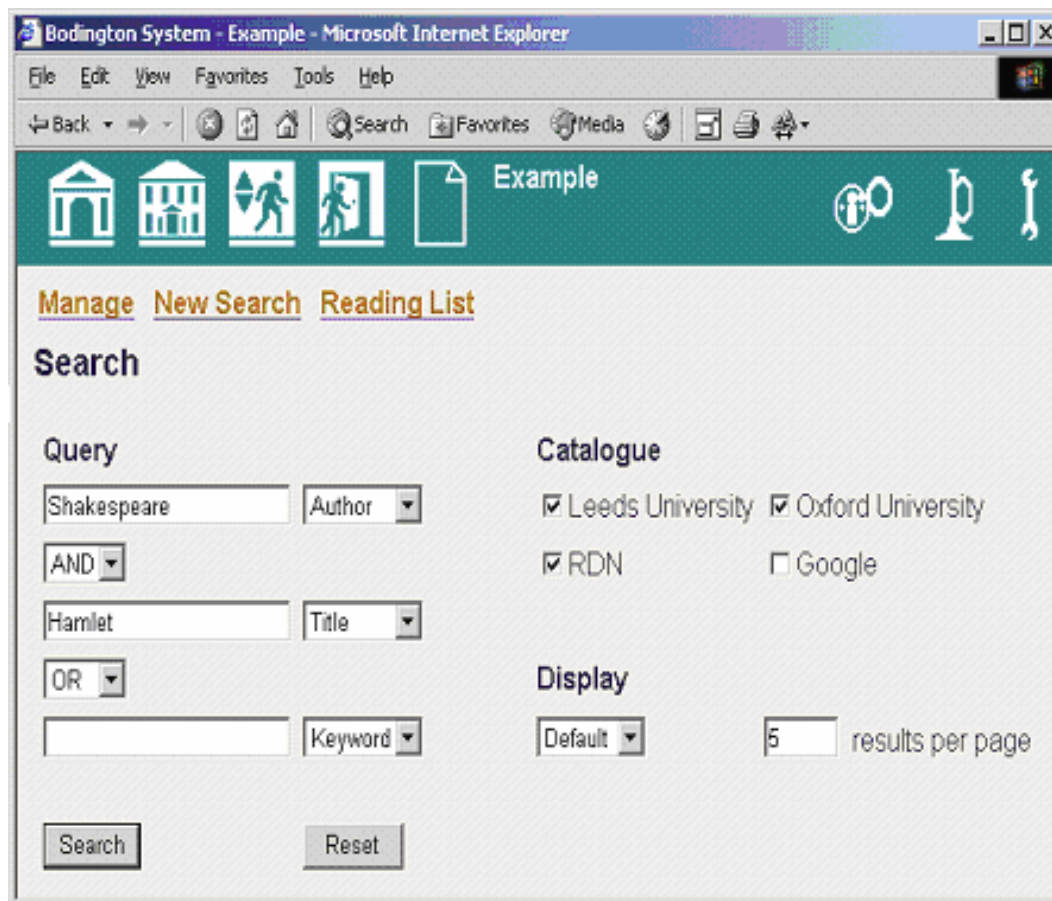 Bodington System - Example - Microsoft Internet Explorer
File Edit View Favorites Tools Help
Back Search Favorites Media
Example
Manage New Search Reading List
Search
Query Catalogue
Shakespeare Author Leeds University Oxford University
AND RDN Google
Hamlet Title
OR Display
Keyword Default 5 results per page
Search Reset